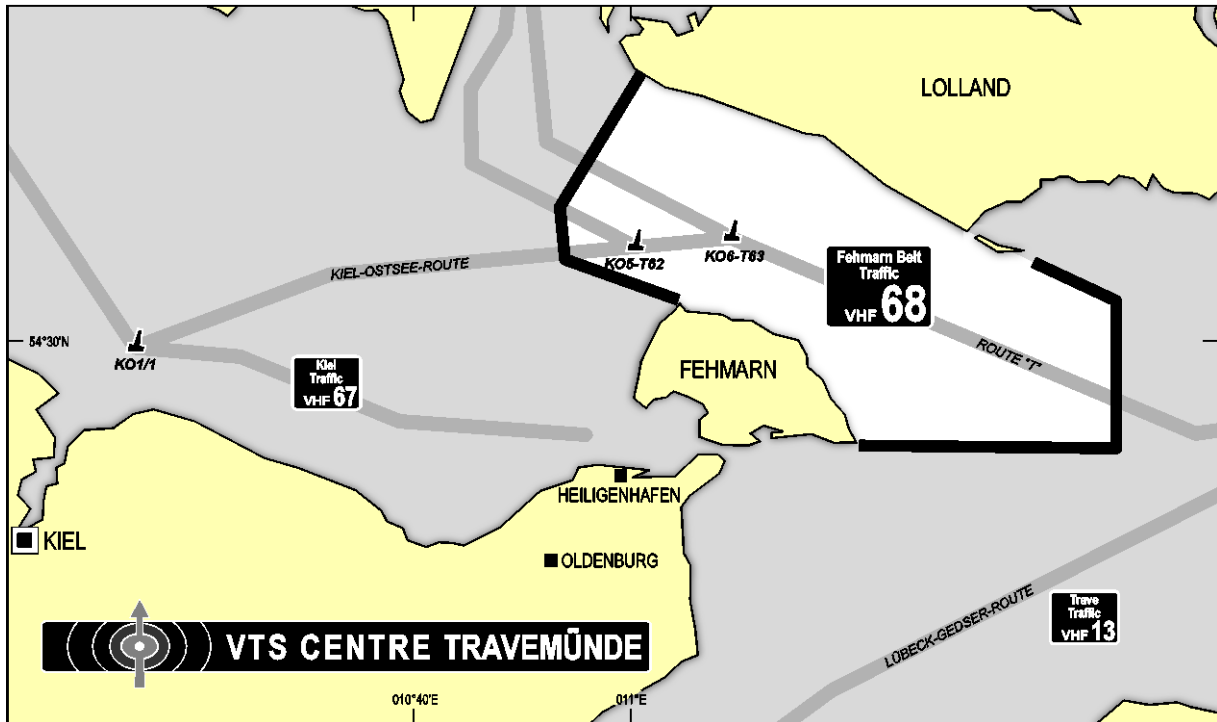 LOLLAND
KIEL-OSTSEE-ROUTE
KO5-T62
KO6-T63
Fehmarn Belt
Traffic
VHF 68
54°30'N
KO1/1
Kiel
Traffic
VHF 67
FEHMARN
ROUTE "T"
HEILIGENHAFEN
KIEL
OLDENBURG
LÜBECK-GEDSER-ROUTE
Trave
Traffic
VHF 13
VTS CENTRE TRAVEMÜNDE
010°40'E
011°E